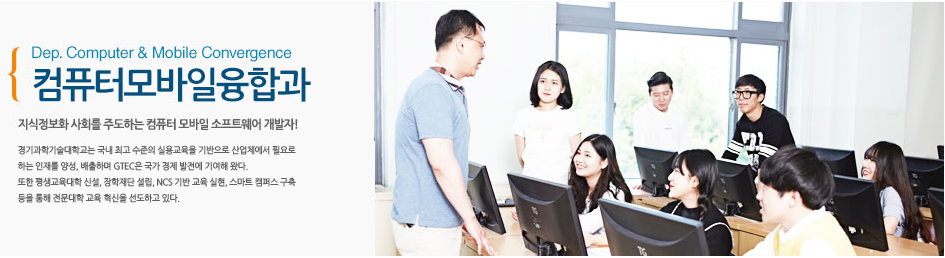 Dep. Computer & Mobile Convergence
컴퓨터모바일융합과
지식정보화 사회를 주도하는 컴퓨터 모바일 소프트웨어 개발자!
경기과학기술대학교는 국내 최고 수준의 실용교육을 기반으로 산업체에서 필요로
하는 인재를 양성, 배출하며 GTEC은 국가 경제 발전에 기여해 왔다.
또한 평생교육대학 신설, 장학재단 설립, NCS 기반 교육 실현, 스마트 캠퍼스 구축
등을 통해 전문대학 교육 혁신을 선도하고 있다.